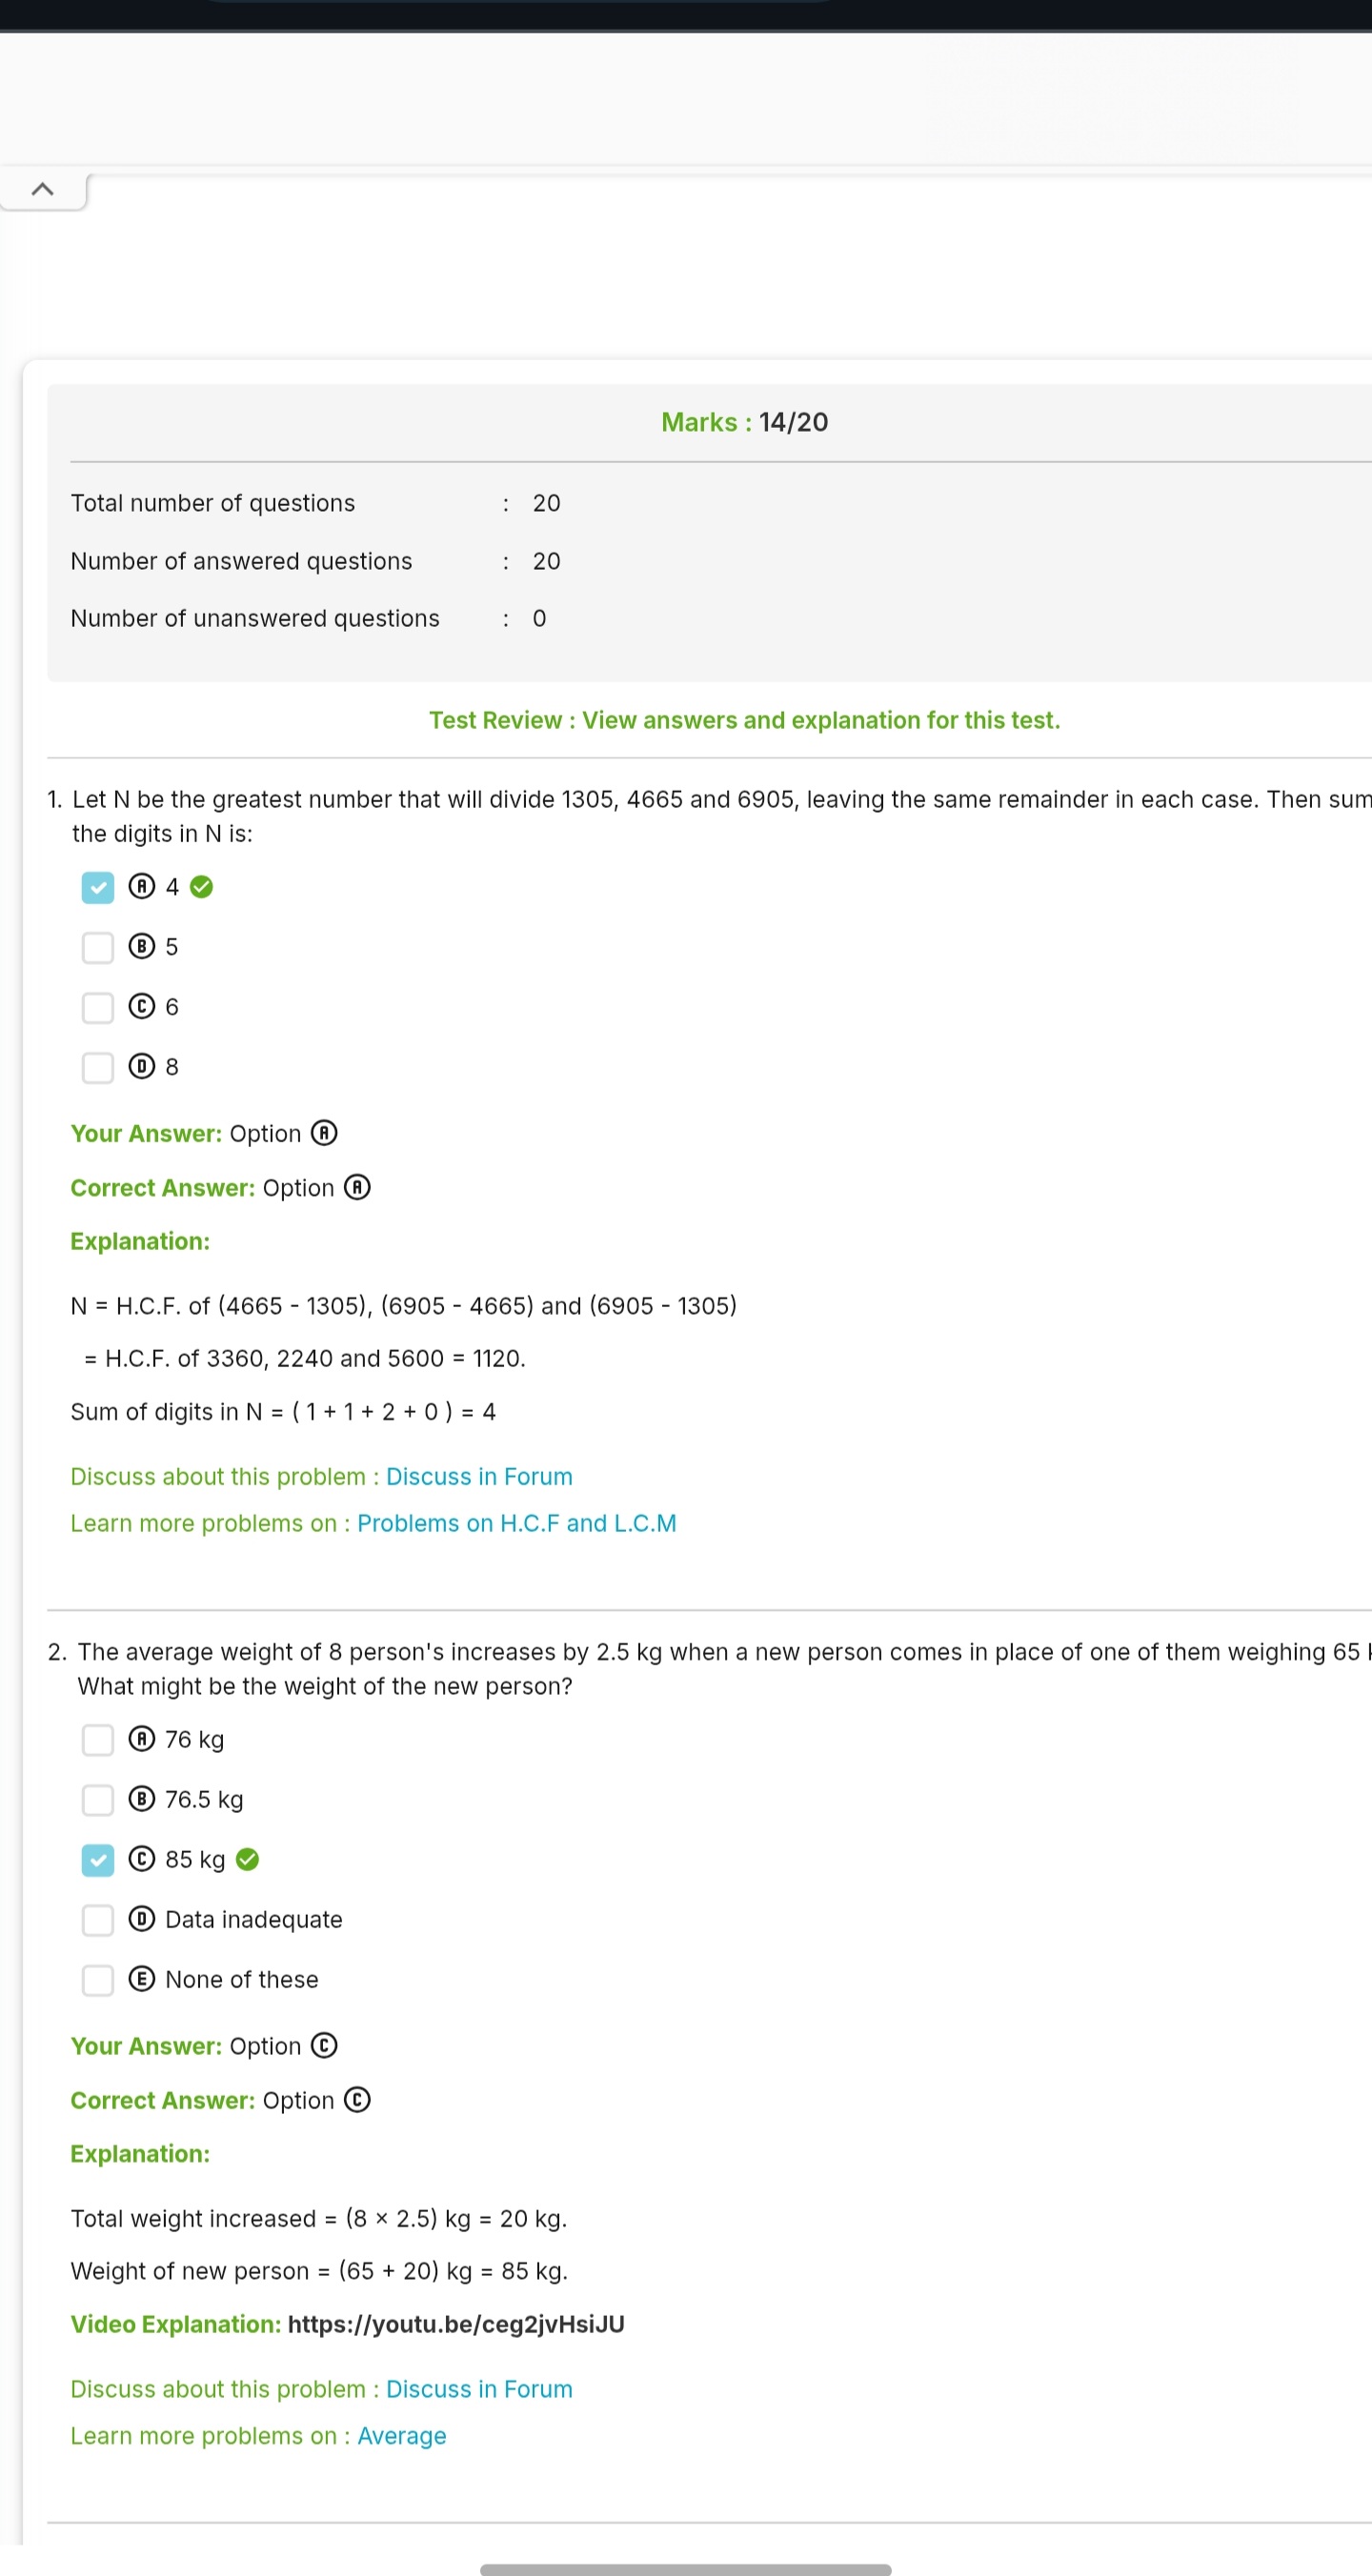 Marks : 14/20
Total number of questions : 20
Number of answered questions : 20
Number of unanswered questions : 0
Test Review : View answers and explanation for this test.
1. Let N be the greatest number that will divide 1305, 4665 and 6905, leaving the same remainder in each case. Then sum
the digits in N is:
A 4
B 5
C 6
D 8
Your Answer: Option A
Correct Answer: Option A
Explanation:
N = H.C.F. of (4665 - 1305), (6905 - 4665) and (6905 - 1305)
= H.C.F. of 3360, 2240 and 5600 = 1120.
Sum of digits in N = ( 1 + 1 + 2 + 0 ) = 4
Discuss about this problem : Discuss in Forum
Learn more problems on : Problems on H.C.F and L.C.M
2. The average weight of 8 person's increases by 2.5 kg when a new person comes in place of one of them weighing 65
What might be the weight of the new person?
A 76 kg
B 76.5 kg
C 85 kg
D Data inadequate
E None of these
Your Answer: Option C
Correct Answer: Option C
Explanation:
Total weight increased = (8 × 2.5) kg = 20 kg.
Weight of new person = (65 + 20) kg = 85 kg.
Video Explanation: https://youtu.be/ceg2jvHsiJU
Discuss about this problem : Discuss in Forum
Learn more problems on : Average